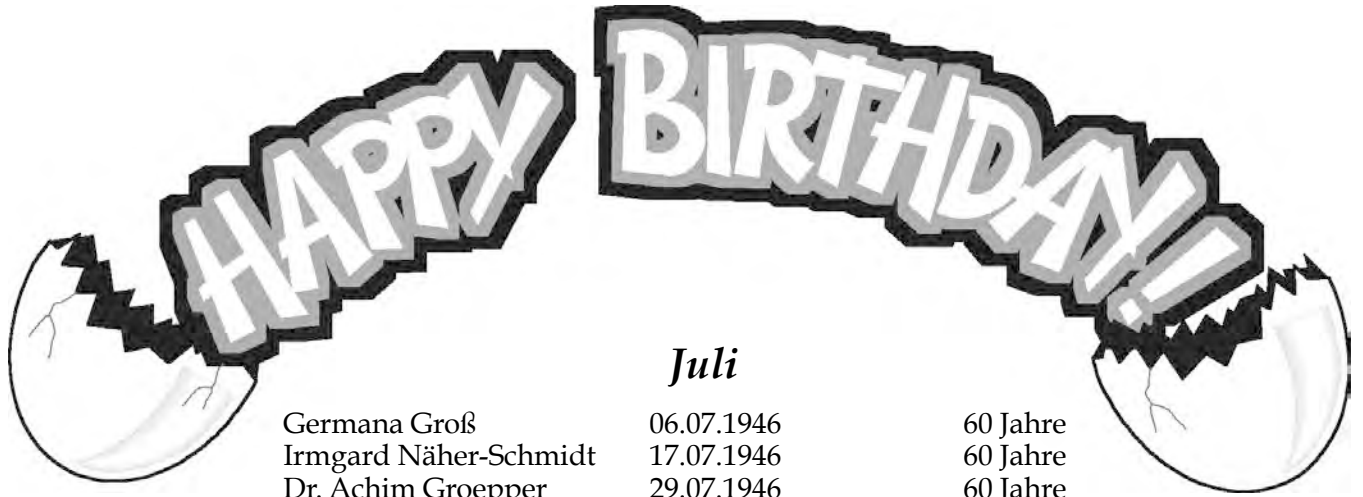 HAPPY BIRTHDAY!
Juli
Germana Groß 06.07.1946 60 Jahre
Irmgard Näher-Schmidt 17.07.1946 60 Jahre
Dr. Achim Groepper 29.07.1946 60 Jahre